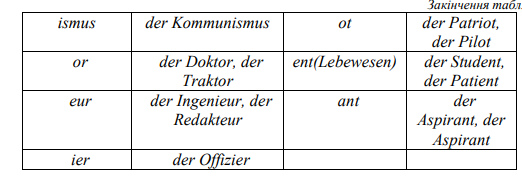 Закінчення табл
ismus der Kommunismus ot der Patriot,
der Pilot
or der Doktor, der ent(Lebewesen) der Student,
Traktor der Patient
eur der Ingenieur, der ant der
Redakteur Aspirant, der
Aspirant
ier der Offizier